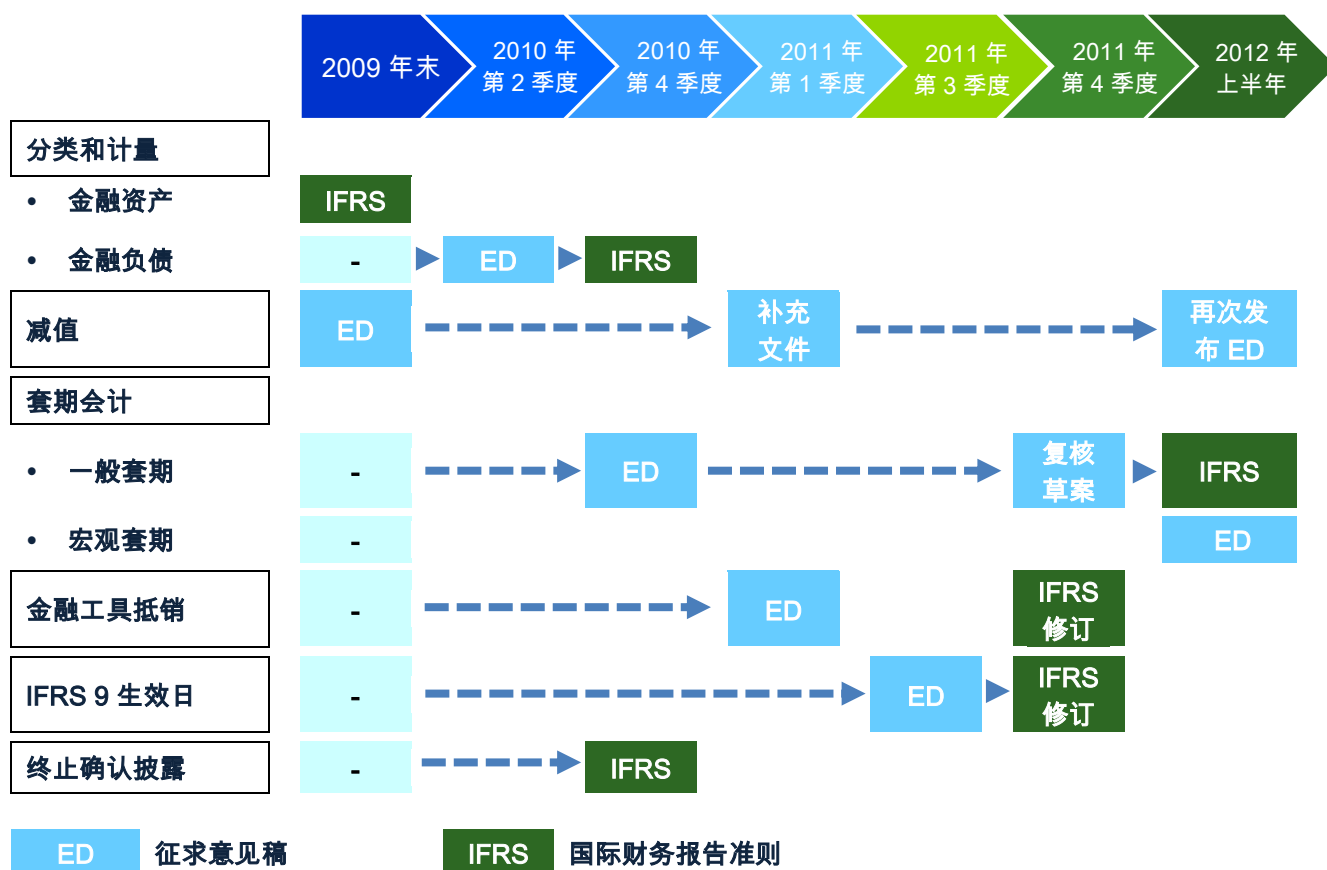 2009 年末
2010 年
第 2 季度
2010 年
第 4 季度
2011 年
第 1 季度
2011 年
第 3 季度
2011 年
第 4 季度
2012 年
上半年
分类和计量
• 金融资产
IFRS
• 金融负债
-
ED
IFRS
减值
ED
补充
文件
再次发
布 ED
套期会计
• 一般套期
-
ED
复核
草案
IFRS
• 宏观套期
-
ED
金融工具抵销
-
ED
IFRS
修订
IFRS 9 生效日
-
ED
IFRS
修订
终止确认披露
-
IFRS
ED 征求意见稿
IFRS 国际财务报告准则